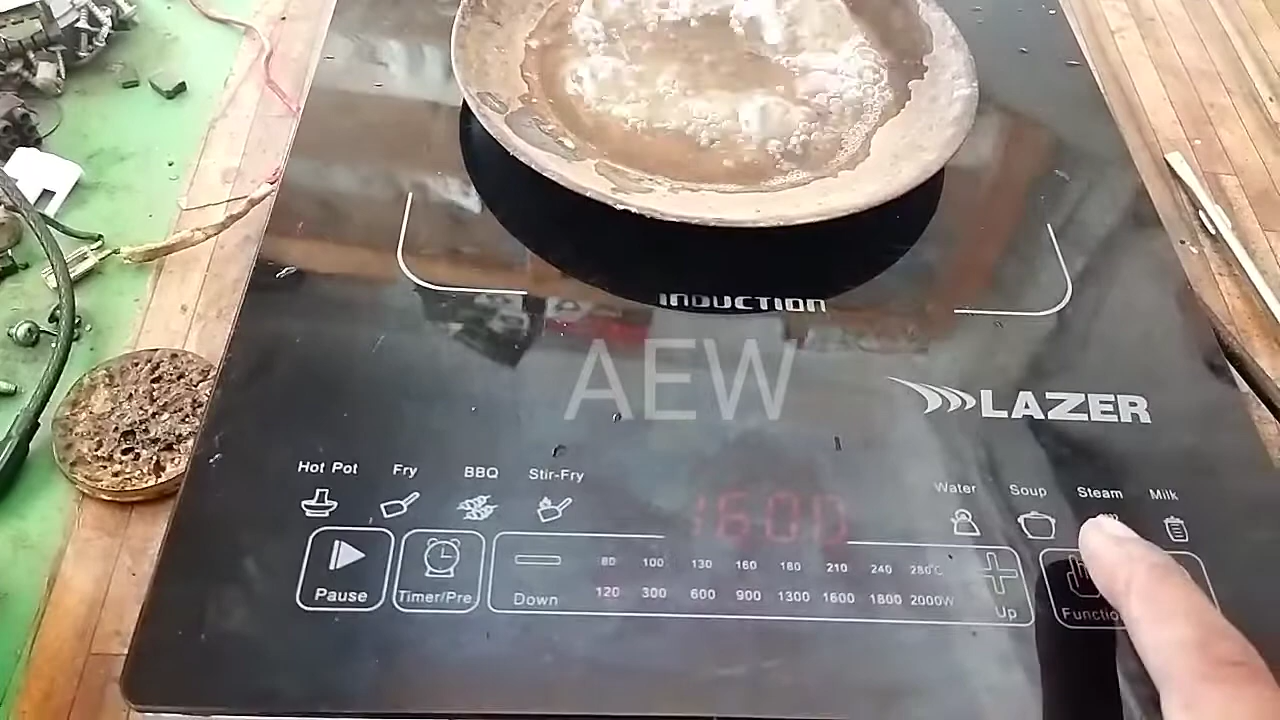 INDUCTION
AEW
LAZER
Hot Pot Fry BBQ Stir-Fry
Water Soup Steam Milk
1600
80 100 130 160 180 210 240 280°C
120 300 600 900 1300 1600 1800 2000W
Pause Timer/Pre Down Up Functio